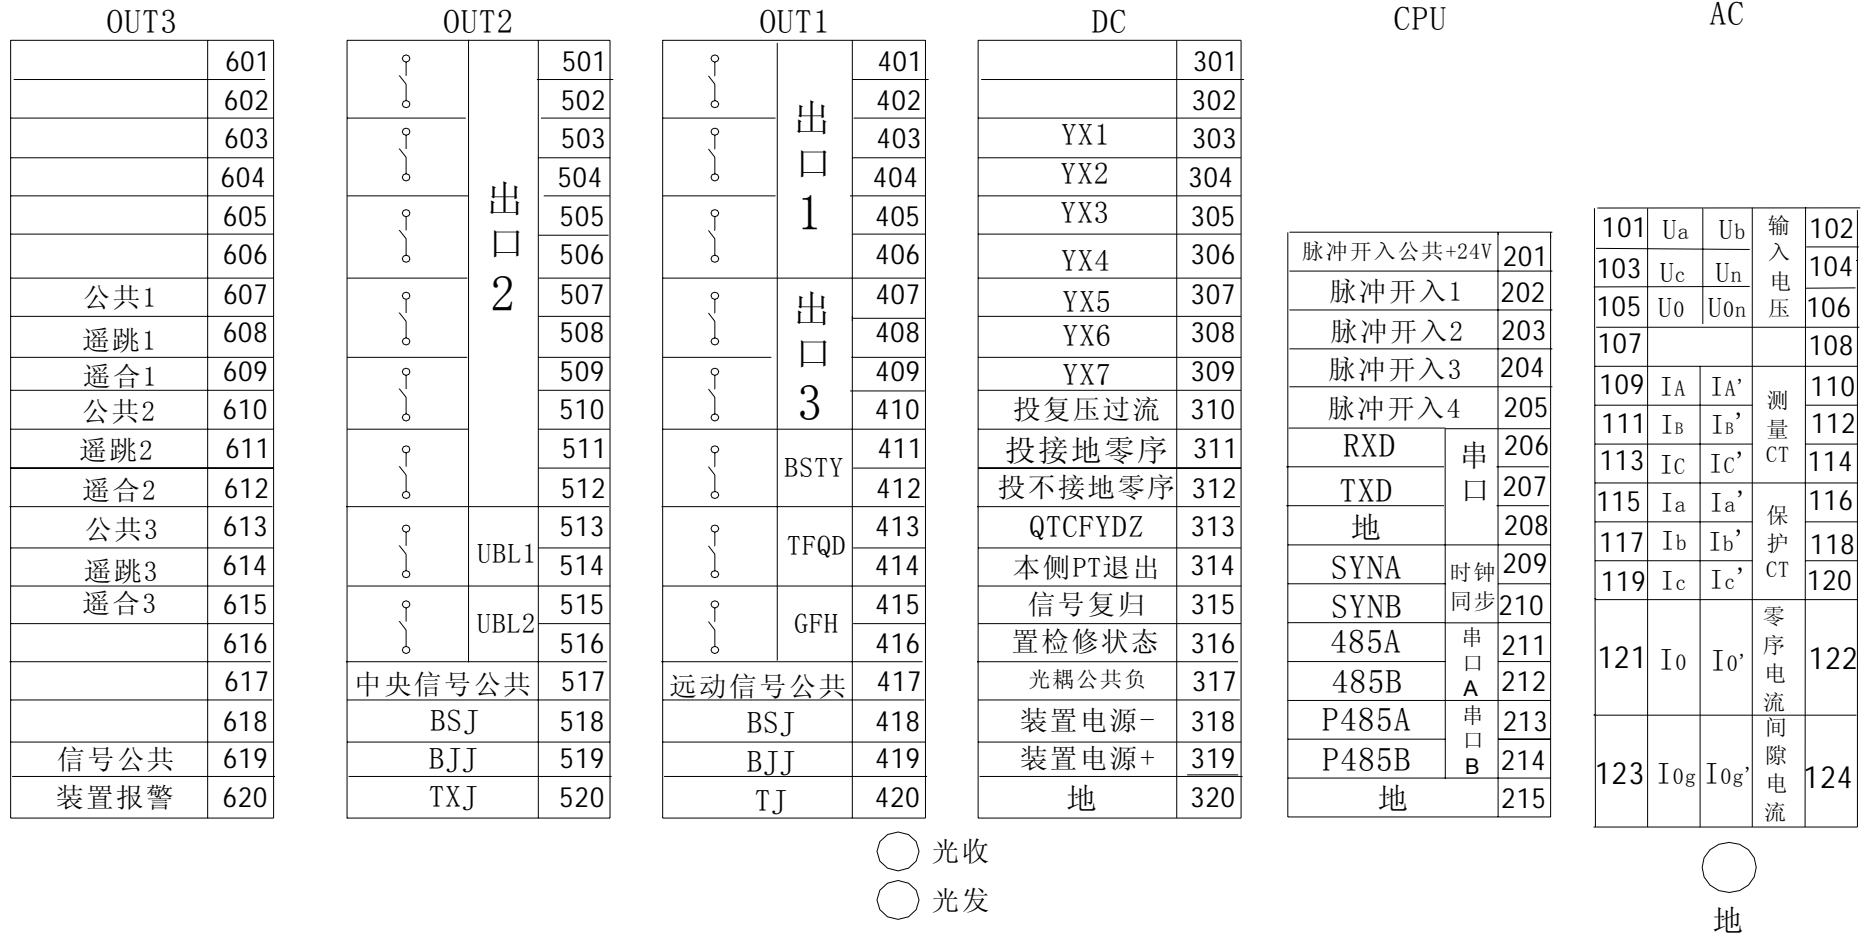 OUT3
601
602
603
604
605
606
公共1 607
遥跳1 608
遥合1 609
公共2 610
遥跳2 611
遥合2 612
公共3 613
遥跳3 614
遥合3 615
616
617
618
信号公共 619
装置报警 620
OUT2
501
502
503
504
505
506
507
508
509
510
511
512
出口2
513
514
UBL1
515
516
UBL2
中央信号公共 517
BSJ 518
BJJ 519
TXJ 520
OUT1
401
402
403
404
405
406
出口1
407
408
409
410
出口3
411
412
BSTY
413
414
TFQD
415
416
GFH
远动信号公共 417
BSJ 418
BJJ 419
TJ 420
DC
301
302
YX1 303
YX2 304
YX3 305
YX4 306
YX5 307
YX6 308
YX7 309
投复压过流 310
投接地零序 311
投不接地零序 312
QTCFYDZ 313
本侧PT退出 314
信号复归 315
置检修状态 316
光耦公共负 317
装置电源- 318
装置电源+ 319
地 320
光收
光发
CPU
脉冲开入公共+24V 201
脉冲开入1 202
脉冲开入2 203
脉冲开入3 204
脉冲开入4 205
RXD 206
TXD 207
地 208
串口
SYNA 209
SYNB 210
时钟同步
485A 211
485B 212
串口A
P485A 213
P485B 214
串口B
地 215
AC
101 Ua Ub 102
103 Uc Un 104
105 U0 U0n 106
输入电压
107 108
109 IA IA' 110
111 IB IB' 112
113 IC IC' 114
测量CT
115 Ia Ia' 116
117 Ib Ib' 118
119 Ic Ic' 120
保护CT
121 I0 I0' 122
零序电流
123 I0g I0g' 124
间隙电流
地